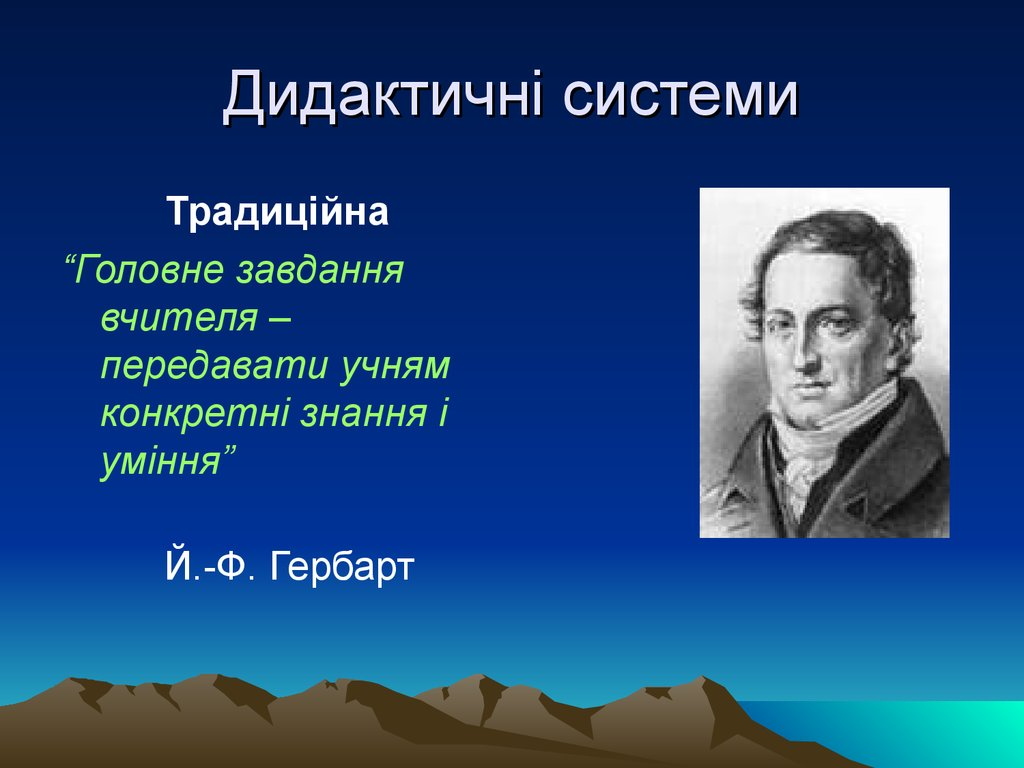 Дидактичні системи
Традиційна
“Головне завдання
вчителя –
передавати учням
конкретні знання і
уміння”
Й.-Ф. Гербарт